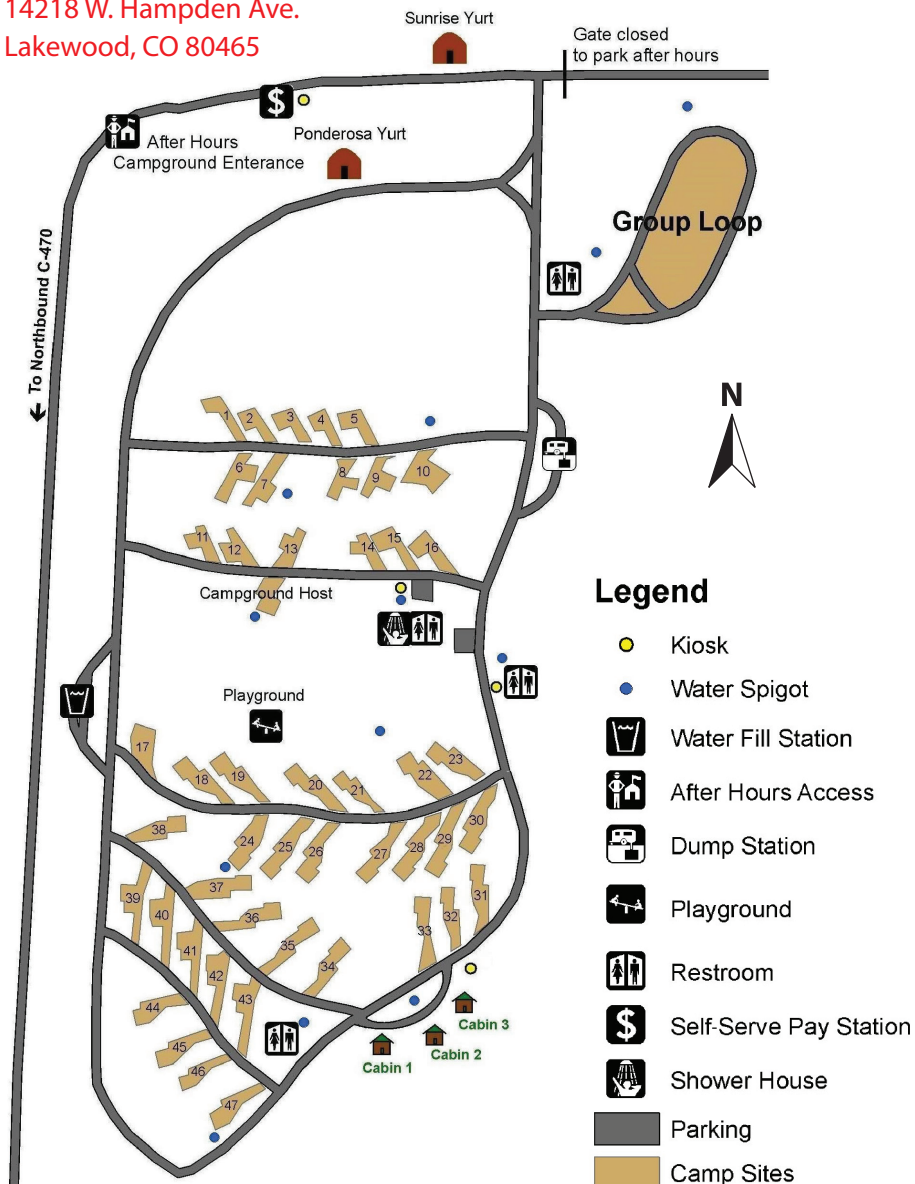 14218 W. Hampden Ave.
Lakewood, CO 80465
Sunrise Yurt
Gate closed
to park after hours
$
After Hours
Campground Enterance
Ponderosa Yurt
Group Loop
← To Northbound C-470
N
1
2
3
4
5
6
7
8
9
10
11
12
13
14
15
16
Campground Host
Playground
17
18
19
20
21
22
23
24
25
26
27
28
29
30
31
32
33
34
35
36
37
38
39
40
41
42
43
44
45
46
47
Cabin 1
Cabin 2
Cabin 3
Legend
Kiosk
Water Spigot
Water Fill Station
After Hours Access
Dump Station
Playground
Restroom
$
Self-Serve Pay Station
Shower House
Parking
Camp Sites